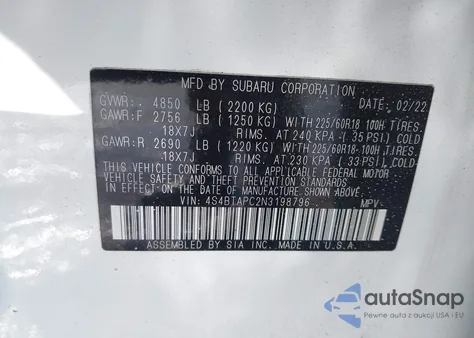 MFD. BY SUBARU CORPORATION
GVWR: 4850 LB (2200 KG) DATE: 02/22
GAWR:F 2756 LB (1250 KG) WITH 225/60R18 100H TIRES.
18X7J RIMS. AT 240 KPA (35 PSI) COLD
GAWR:R 2690 LB (1220 KG) WITH 225/60R18 100H TIRES.
18X7J RIMS. AT 230 KPA (33 PSI) COLD
THIS VEHICLE CONFORMS TO ALL APPLICABLE FEDERAL MOTOR
VEHICLE SAFETY
THEFT PREVENTION STANDARDS IN EFFECT ON THE DATE OF
MANUFACTURE SHOWN ABOVE.
VIN: 4S4BTAPC2N3198796 MPV
ASSEMBLED BY SIA INC. MADE IN U.S.A.
autoSnap
Pewne auta z aukcji USA i EU